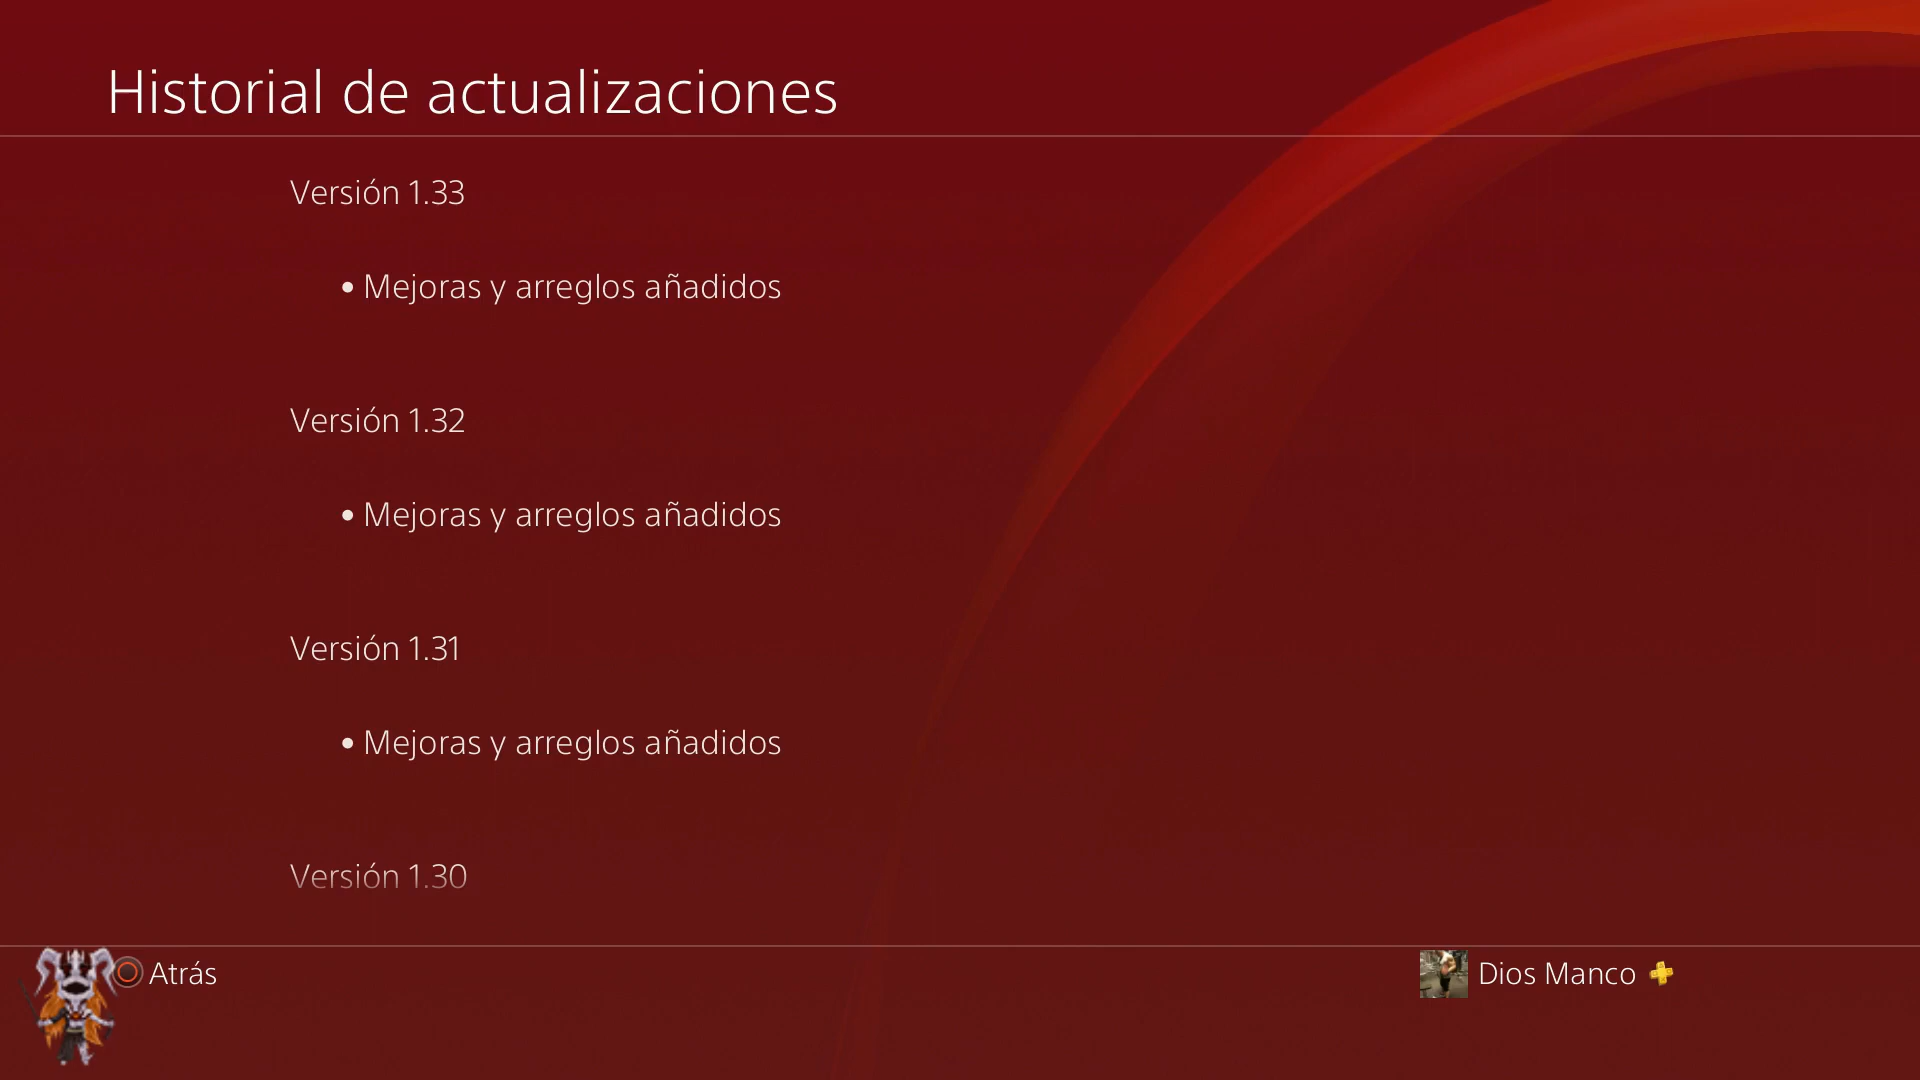 Historial de actualizaciones
Versión 1.33
• Mejoras y arreglos añadidos
Versión 1.32
• Mejoras y arreglos añadidos
Versión 1.31
• Mejoras y arreglos añadidos
Versión 1.30
Atrás
Dios Manco